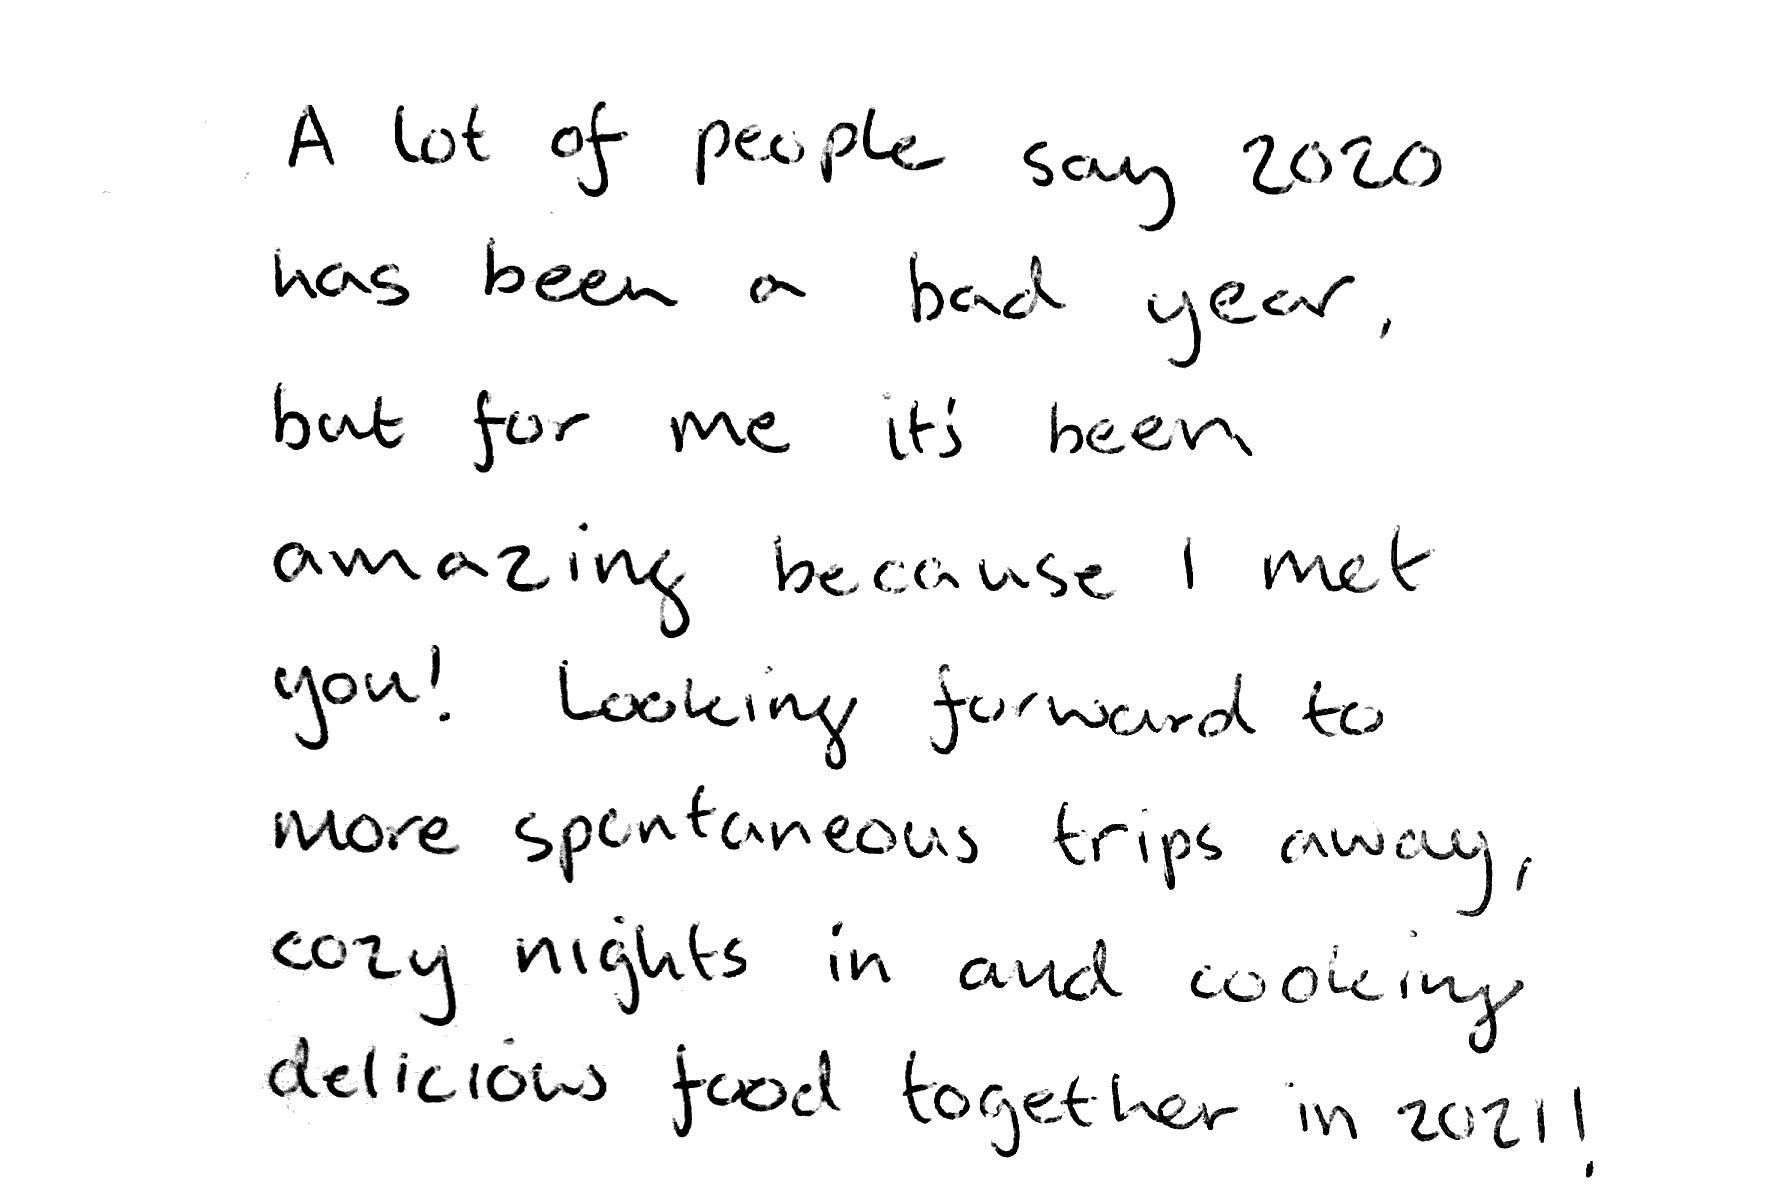 A lot of people say 2020
has been a bad year,
but for me it's been
amazing because I met
you! Looking forward to
more spontaneous trips away,
cozy nights in and cooking
delicious food together in 2021!